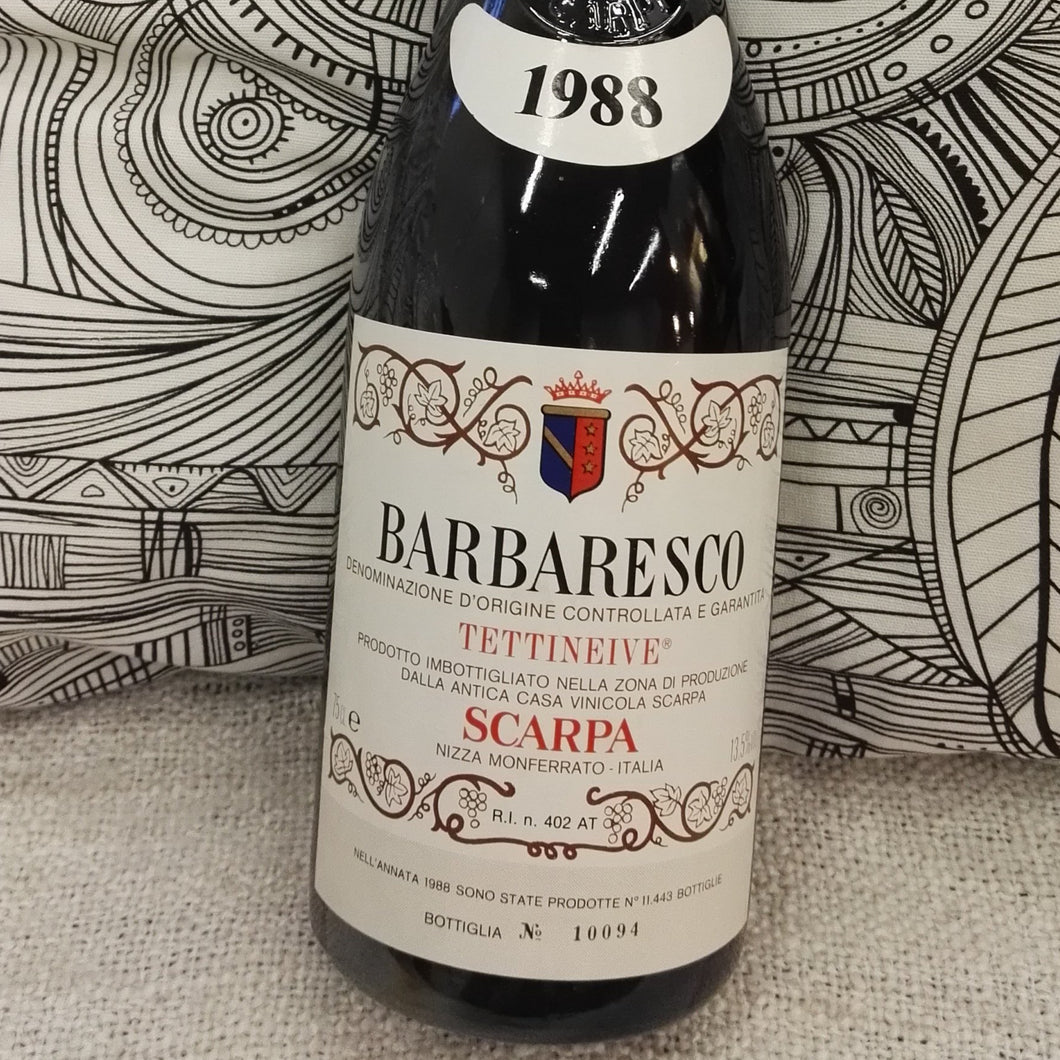 1988
BARBARESCO
DENOMINAZIONE D'ORIGINE CONTROLLATA E GARANTITA
TETTINEIVE®
PRODOTTO IMBOTTIGLIATO NELLA ZONA DI PRODUZIONE
DALLA ANTICA CASA VINICOLA SCARPA
75 cl e
SCARPA
13,5%
NIZZA MONFERRATO - ITALIA
R.I. n. 402 AT
NELL'ANNATA 1988 SONO STATE PRODOTTE N° 11.443 BOTTIGLIE
BOTTIGLIA № 10094